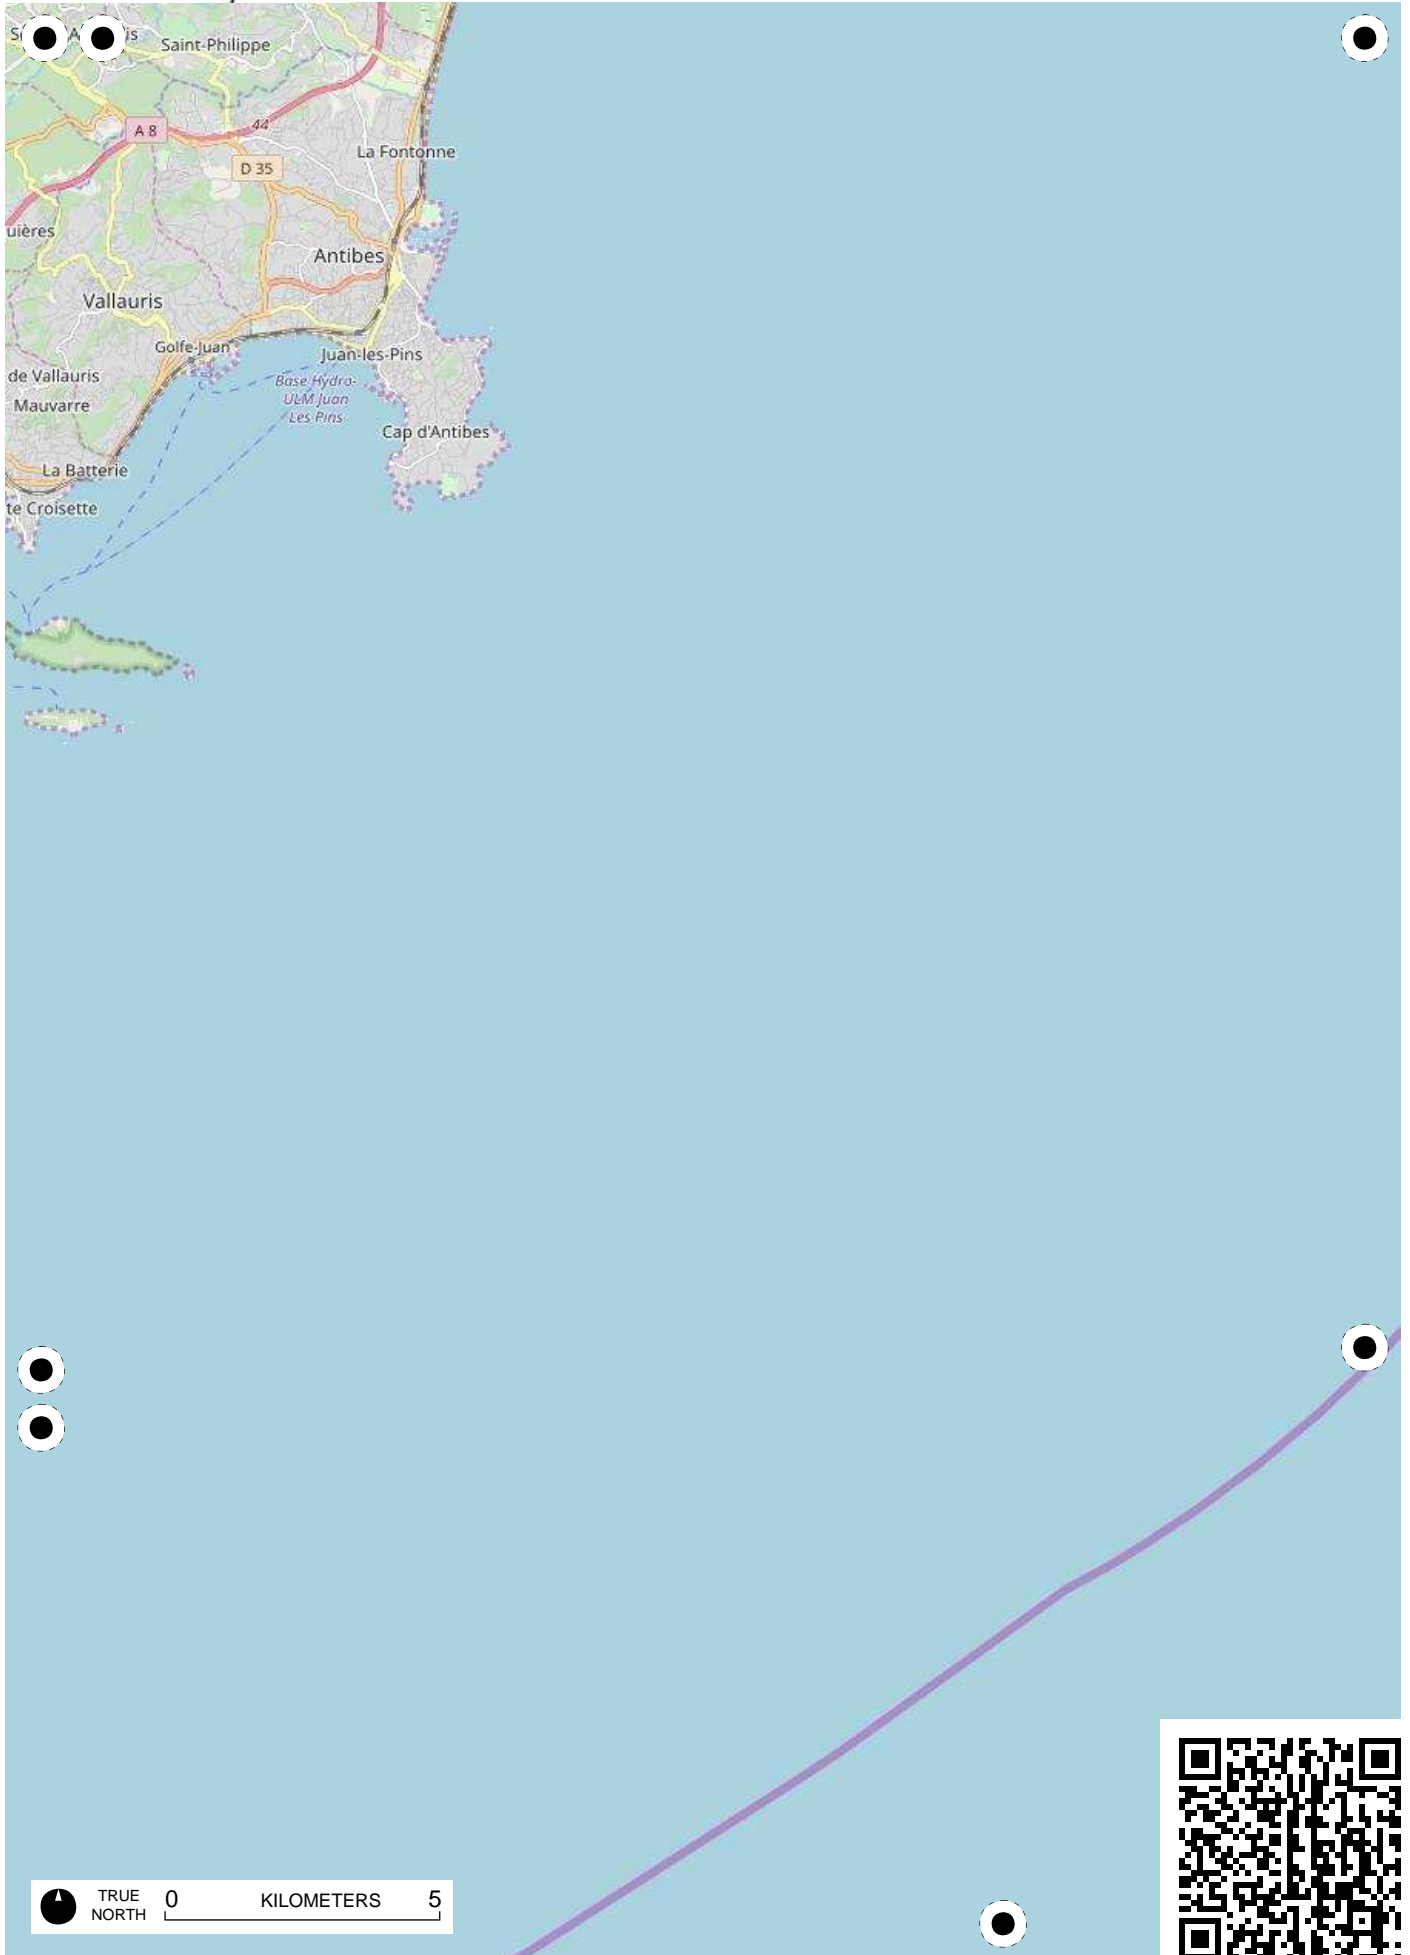 Saint-Philippe
A 8
44
La Fontonne
D 35
uières
Antibes
Vallauris
Golfe-Juan
Juan-les-Pins
de Vallauris
Base Hydro-
ULM Juan
Les Pins
Mauvarre
Cap d'Antibes
La Batterie
te Croisette
TRUE
NORTH
0 KILOMETERS 5